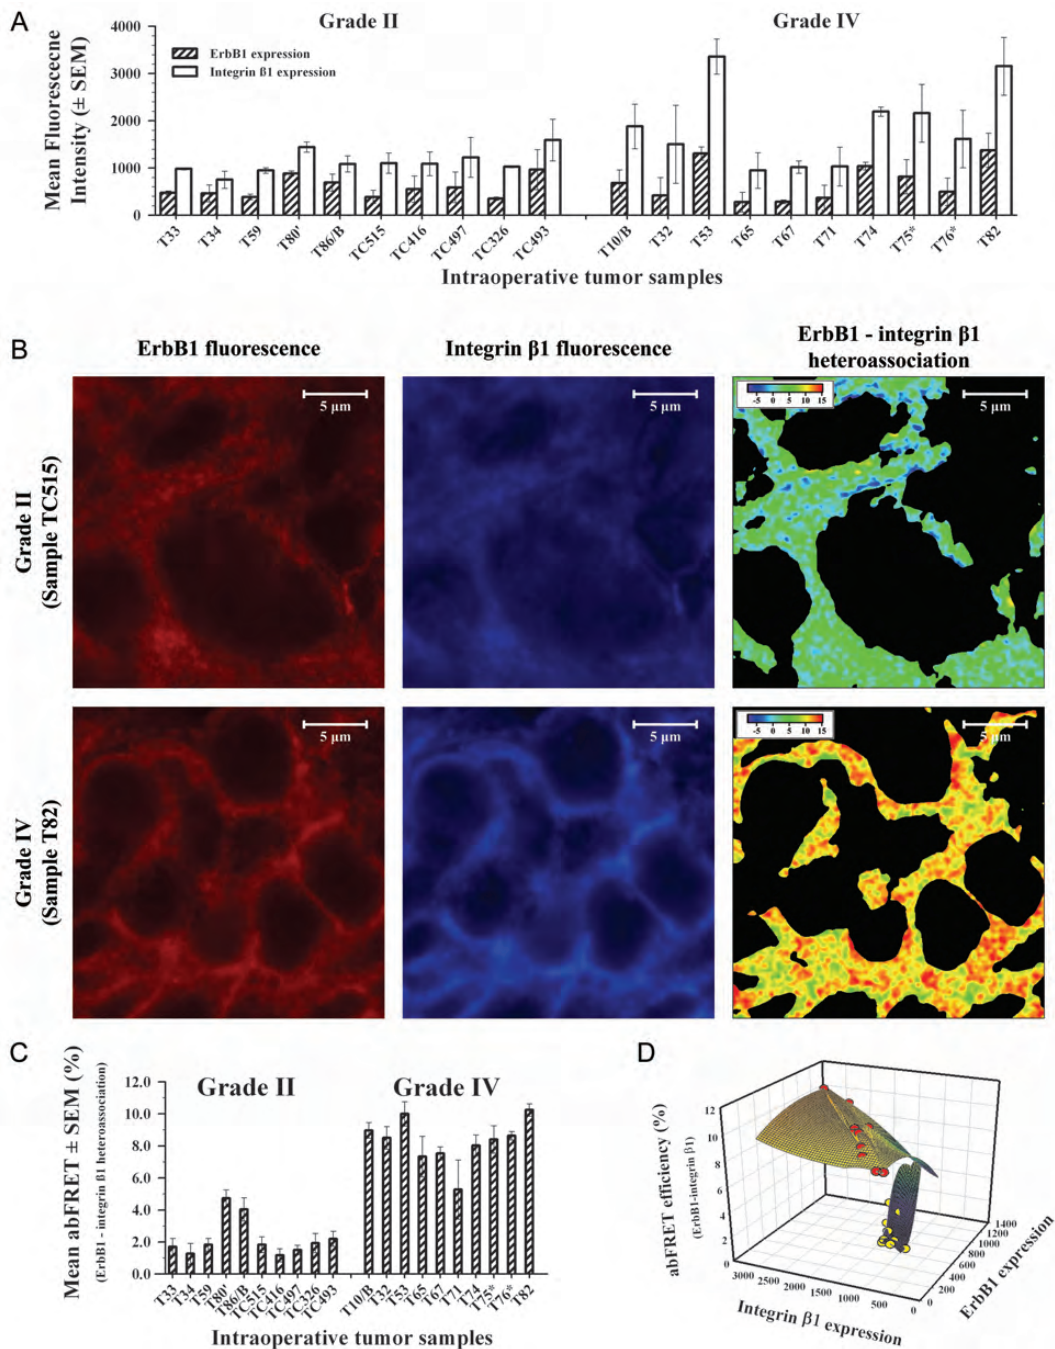 A
Grade II
Grade IV
Mean Fluorescecne
Intensity (± SEM)
4000
3000
2000
1000
0
ErbB1 expression
Integrin β1 expression
T33
T34
T59
T80'
T86/B
TC515
TC416
TC497
TC326
TC493
T10/B
T32
T53
T65
T67
T71
T74
T75*
T76*
T82
Intraoperative tumor samples
B
ErbB1 fluorescence
Integrin β1 fluorescence
ErbB1 - integrin β1
heteroassociation
Grade II
(Sample TC515)
5 μm
5 μm
-5 0 5 10 15
5 μm
Grade IV
(Sample T82)
5 μm
5 μm
-5 0 5 10 15
5 μm
C
Mean abFRET ± SEM (%)
(ErbB1 - integrin ß1 heteroassociation)
Grade II
Grade IV
12.0
10.0
8.0
6.0
4.0
2.0
0.0
T33
T34
T59
T80'
T86/B
TC515
TC416
TC497
TC326
TC493
T10/B
T32
T53
T65
T67
T71
T74
T75*
T76*
T82
Intraoperative tumor samples
D
abFRET efficiency (%)
(ErbB1-integrin β1)
12
10
8
6
4
2
0
3000
2500
2000
1500
1000
500
0
Integrin β1 expression
0
200
400
600
800
1000
1200
1400
ErbB1 expression